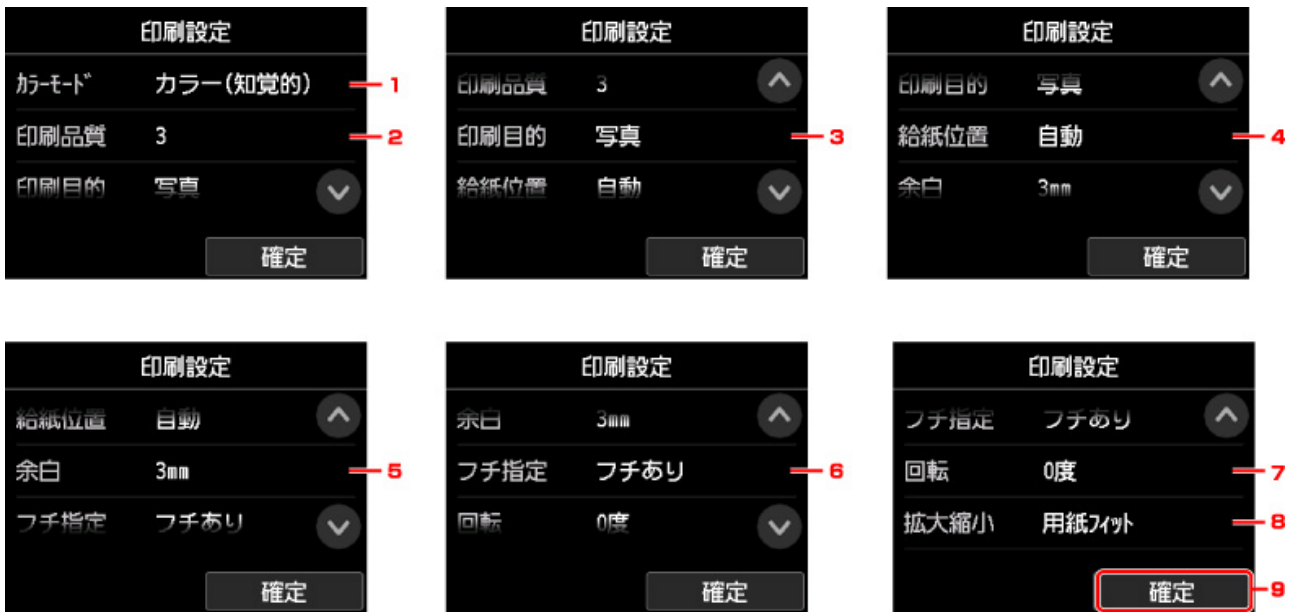 印刷設定
ｶﾗｰﾓｰﾄﾞ カラー(知覚的) 1
印刷品質 3 2
印刷目的 写真
確定
印刷設定
印刷品質 3
印刷目的 写真 3
給紙位置 自動
確定
印刷設定
印刷目的 写真
給紙位置 自動 4
余白 3mm
確定
印刷設定
給紙位置 自動
余白 3mm 5
フチ指定 フチあり
確定
印刷設定
余白 3mm
フチ指定 フチあり 6
回転 0度
確定
印刷設定
フチ指定 フチあり
回転 0度 7
拡大縮小 用紙ﾌｨｯﾄ 8
確定 9